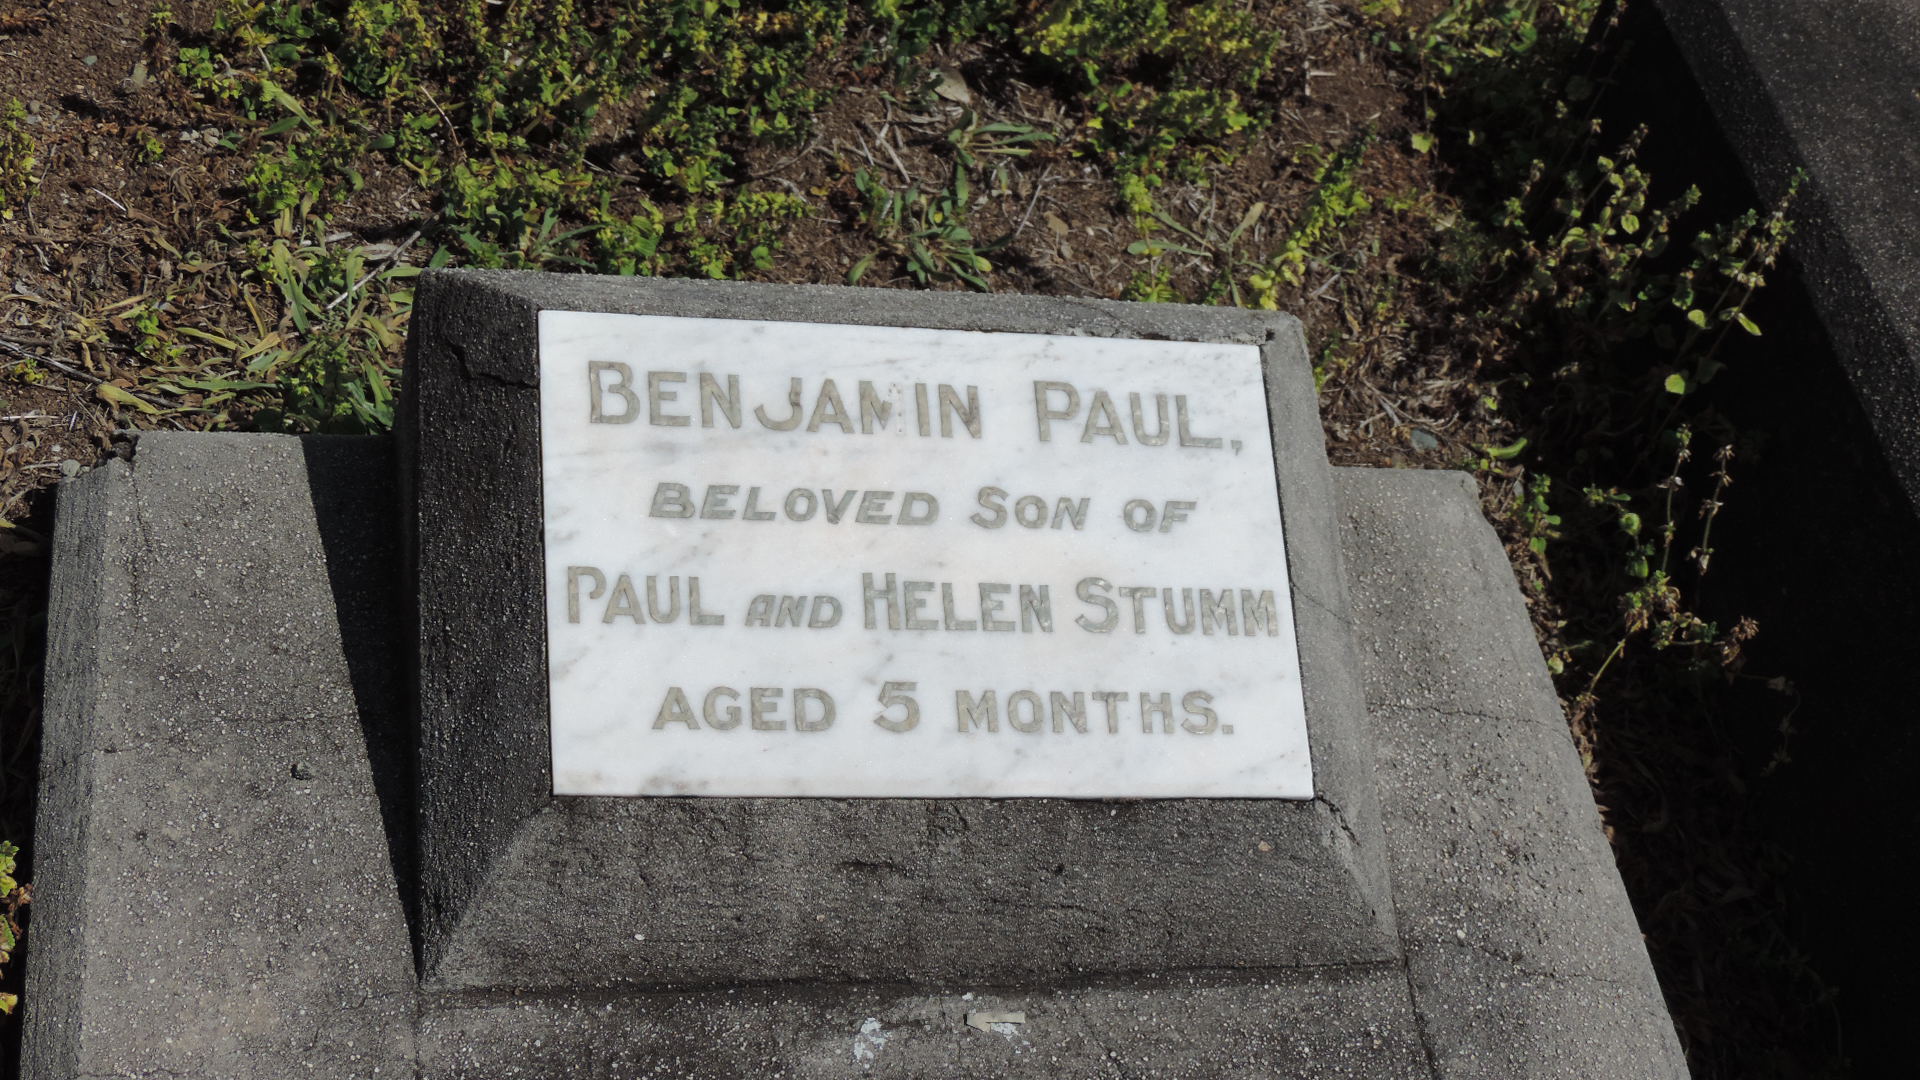 BENJAMIN PAUL,
BELOVED SON OF
PAUL AND HELEN STUMM
AGED 5 MONTHS.